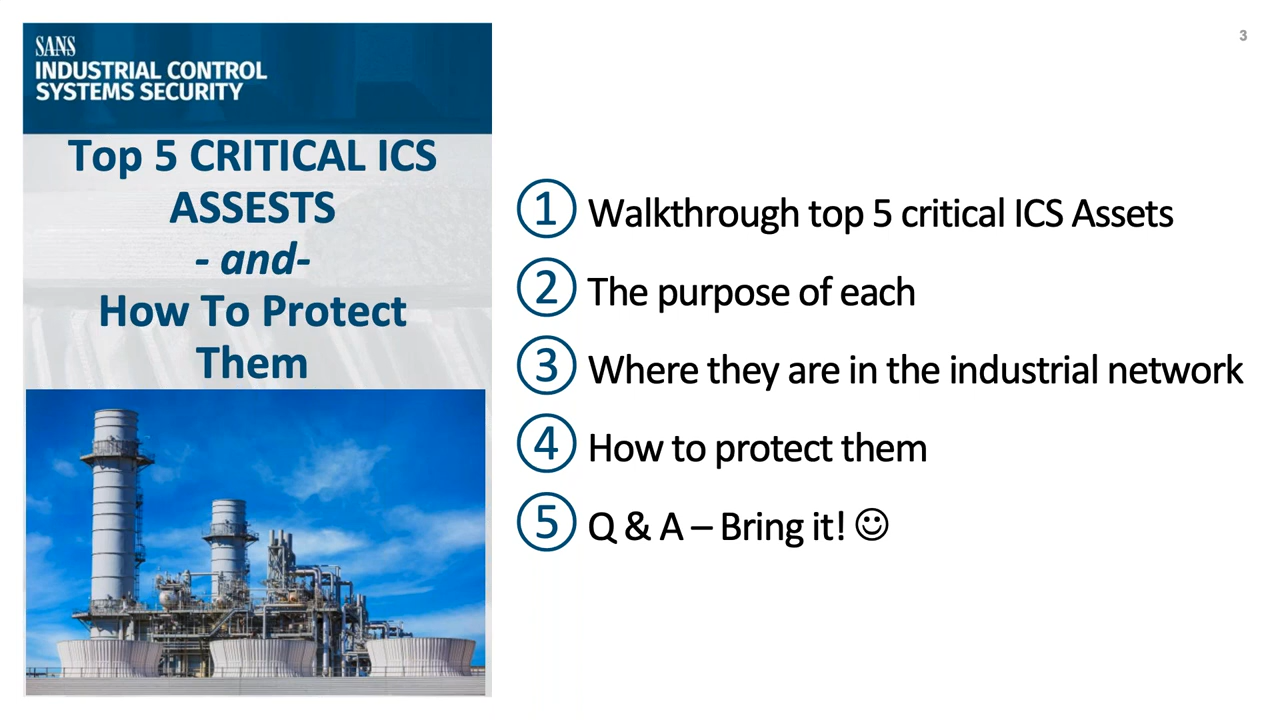 3
SANS
INDUSTRIAL CONTROL
SYSTEMS SECURITY
Top 5 CRITICAL ICS
ASSESTS
- and-
How To Protect
Them
1 Walkthrough top 5 critical ICS Assets
2 The purpose of each
3 Where they are in the industrial network
4 How to protect them
5 Q & A – Bring it! ☺